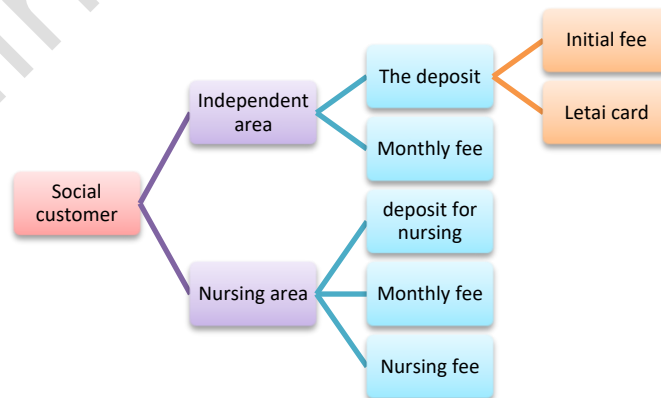 Initial fee
The deposit
Independent
area
Letai card
Monthly fee
Social
customer
deposit for
nursing
Nursing area
Monthly fee
Nursing fee